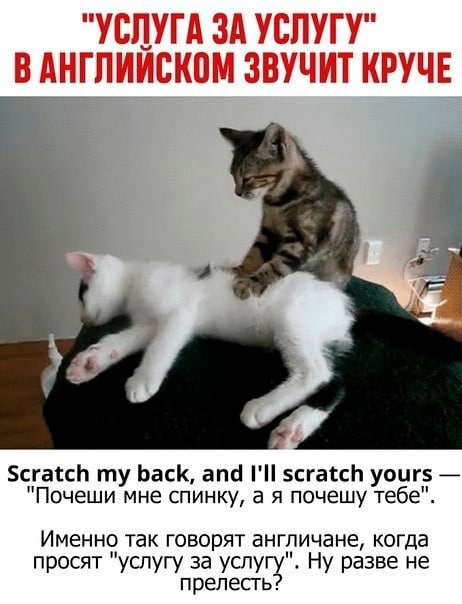 "УСЛУГА ЗА УСЛУГУ"
В АНГЛИЙСКОМ ЗВУЧИТ КРУЧЕ
Scratch my back, and I'll scratch yours —
"Почеши мне спинку, а я почешу тебе".
Именно так говорят англичане, когда
просят "услугу за услугу". Ну разве не
прелесть?